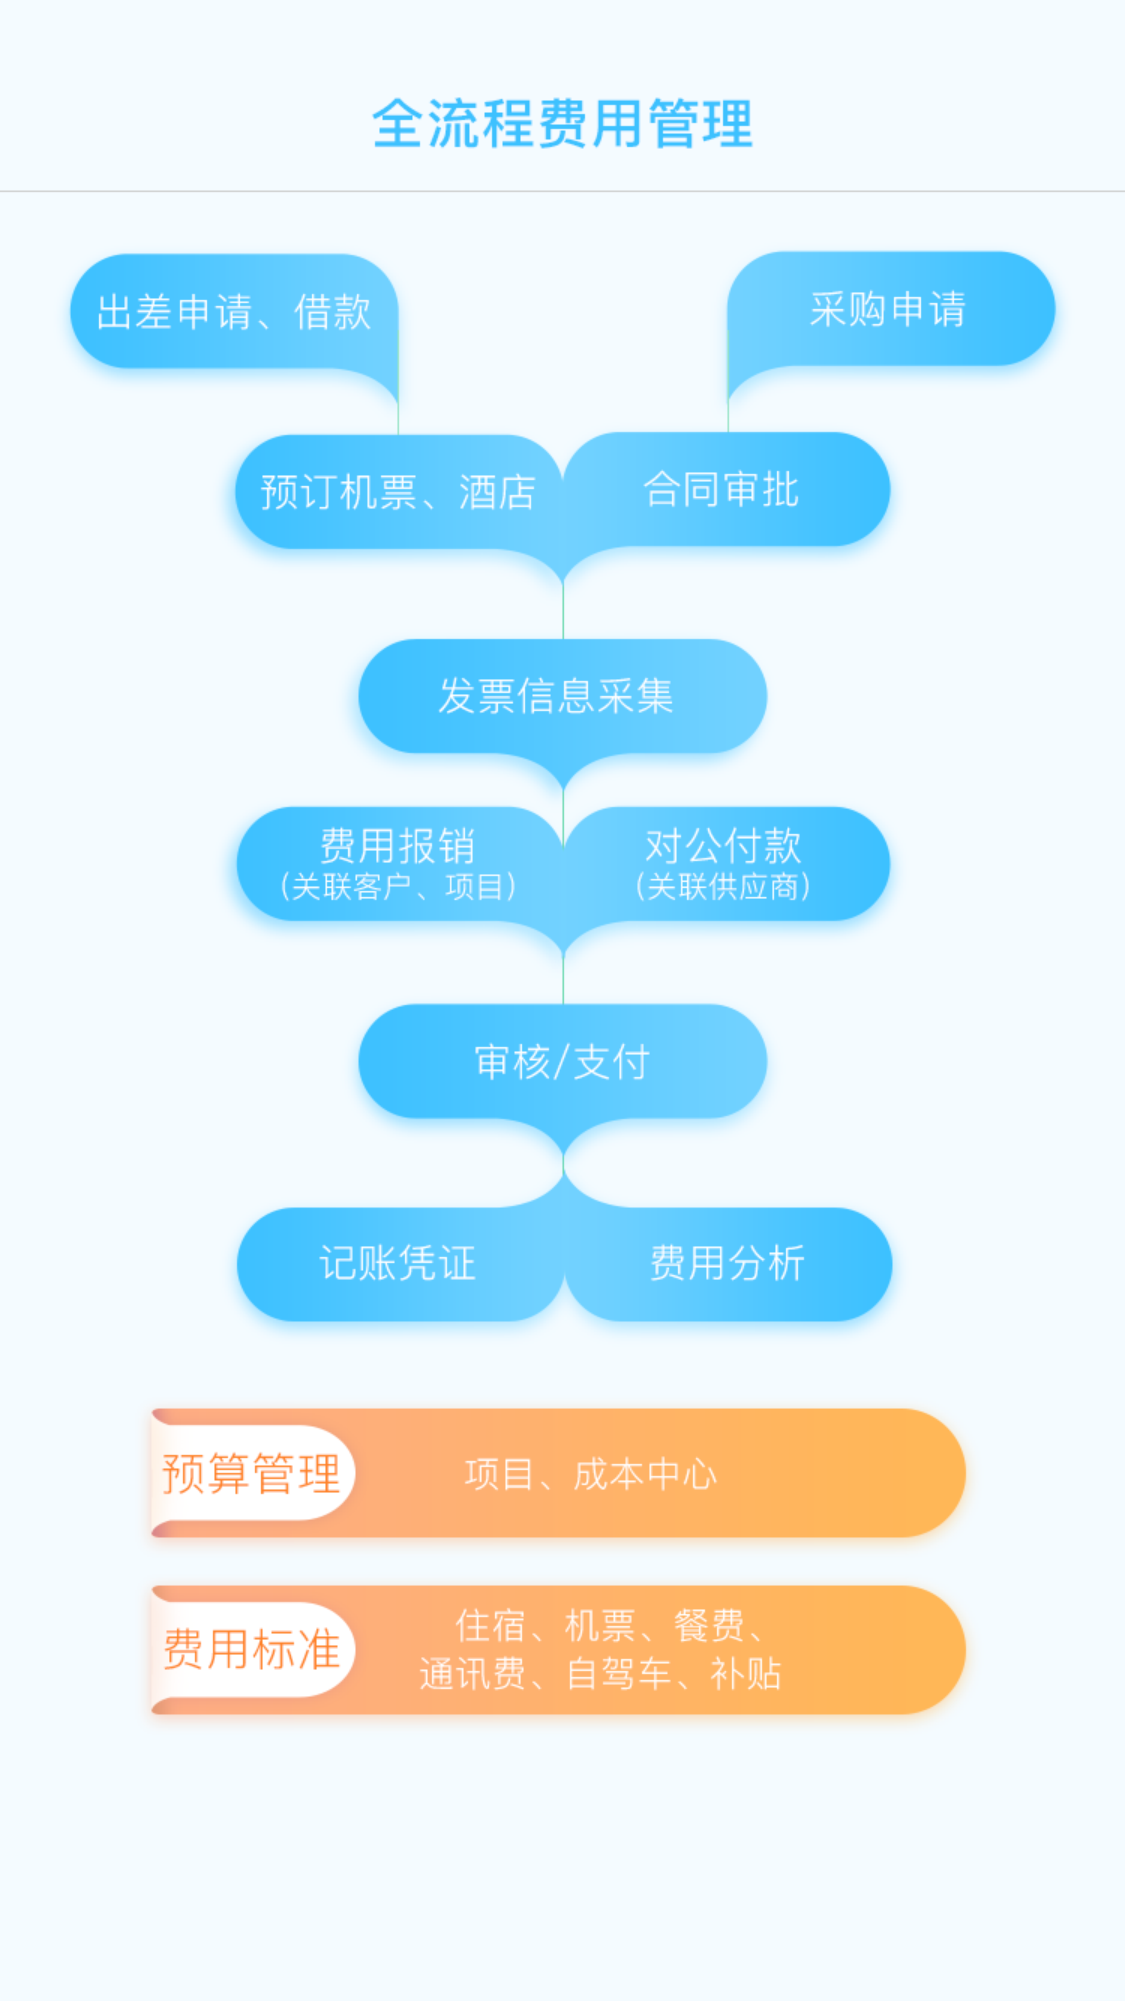 全流程费用管理
出差申请、借款
采购申请
预订机票、酒店
合同审批
发票信息采集
费用报销
(关联客户、项目)
对公付款
(关联供应商)
审核/支付
记账凭证
费用分析
预算管理
项目、成本中心
费用标准
住宿、机票、餐费、
通讯费、自驾车、补贴